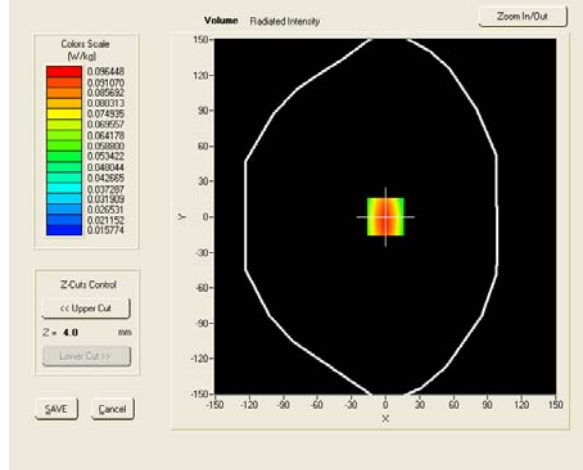 Volume Radiated Intensity
Zoom In/Out
Colors Scale
(W/kg)
0.096448
0.091070
0.085692
0.080313
0.074935
0.069557
0.064178
0.058800
0.053422
0.048044
0.042665
0.037287
0.031909
0.026531
0.021152
0.015774
Z-Cuts Control
<< Upper Cut
Z = 4.0 mm
Lower Cut >>
SAVE Cancel
150-
120-
90-
60-
30-
Y 0-
-30-
-60-
-90-
-120-
-150-
-150 -120 -90 -60 -30 0 30 60 90 120 150
X